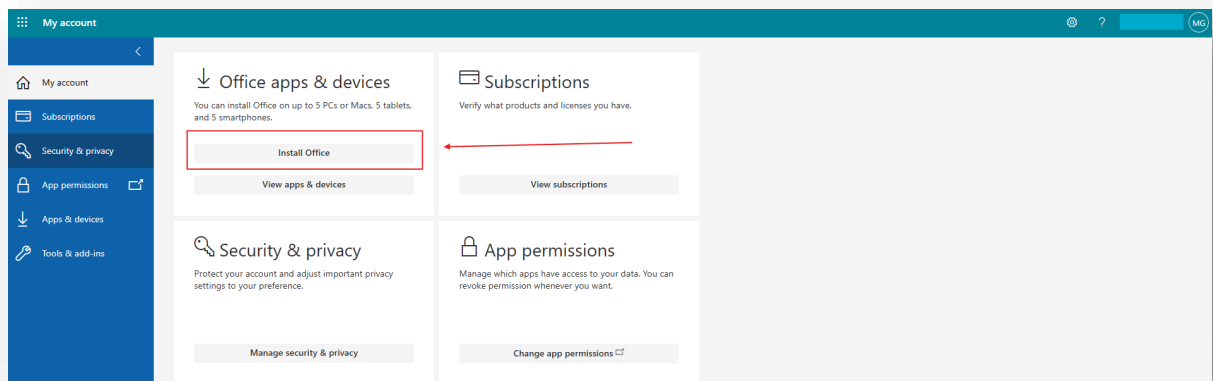 My account
?
MG
My account
Subscriptions
Security & privacy
App permissions
Apps & devices
Tools & add-ins
Office apps & devices
You can install Office on up to 5 PCs or Macs, 5 tablets,
and 5 smartphones.
Install Office
View apps & devices
Subscriptions
Verify what products and licenses you have.
View subscriptions
Security & privacy
Protect your account and adjust important privacy
settings to your preference.
Manage security & privacy
App permissions
Manage which apps have access to your data. You can
revoke permission whenever you want.
Change app permissions